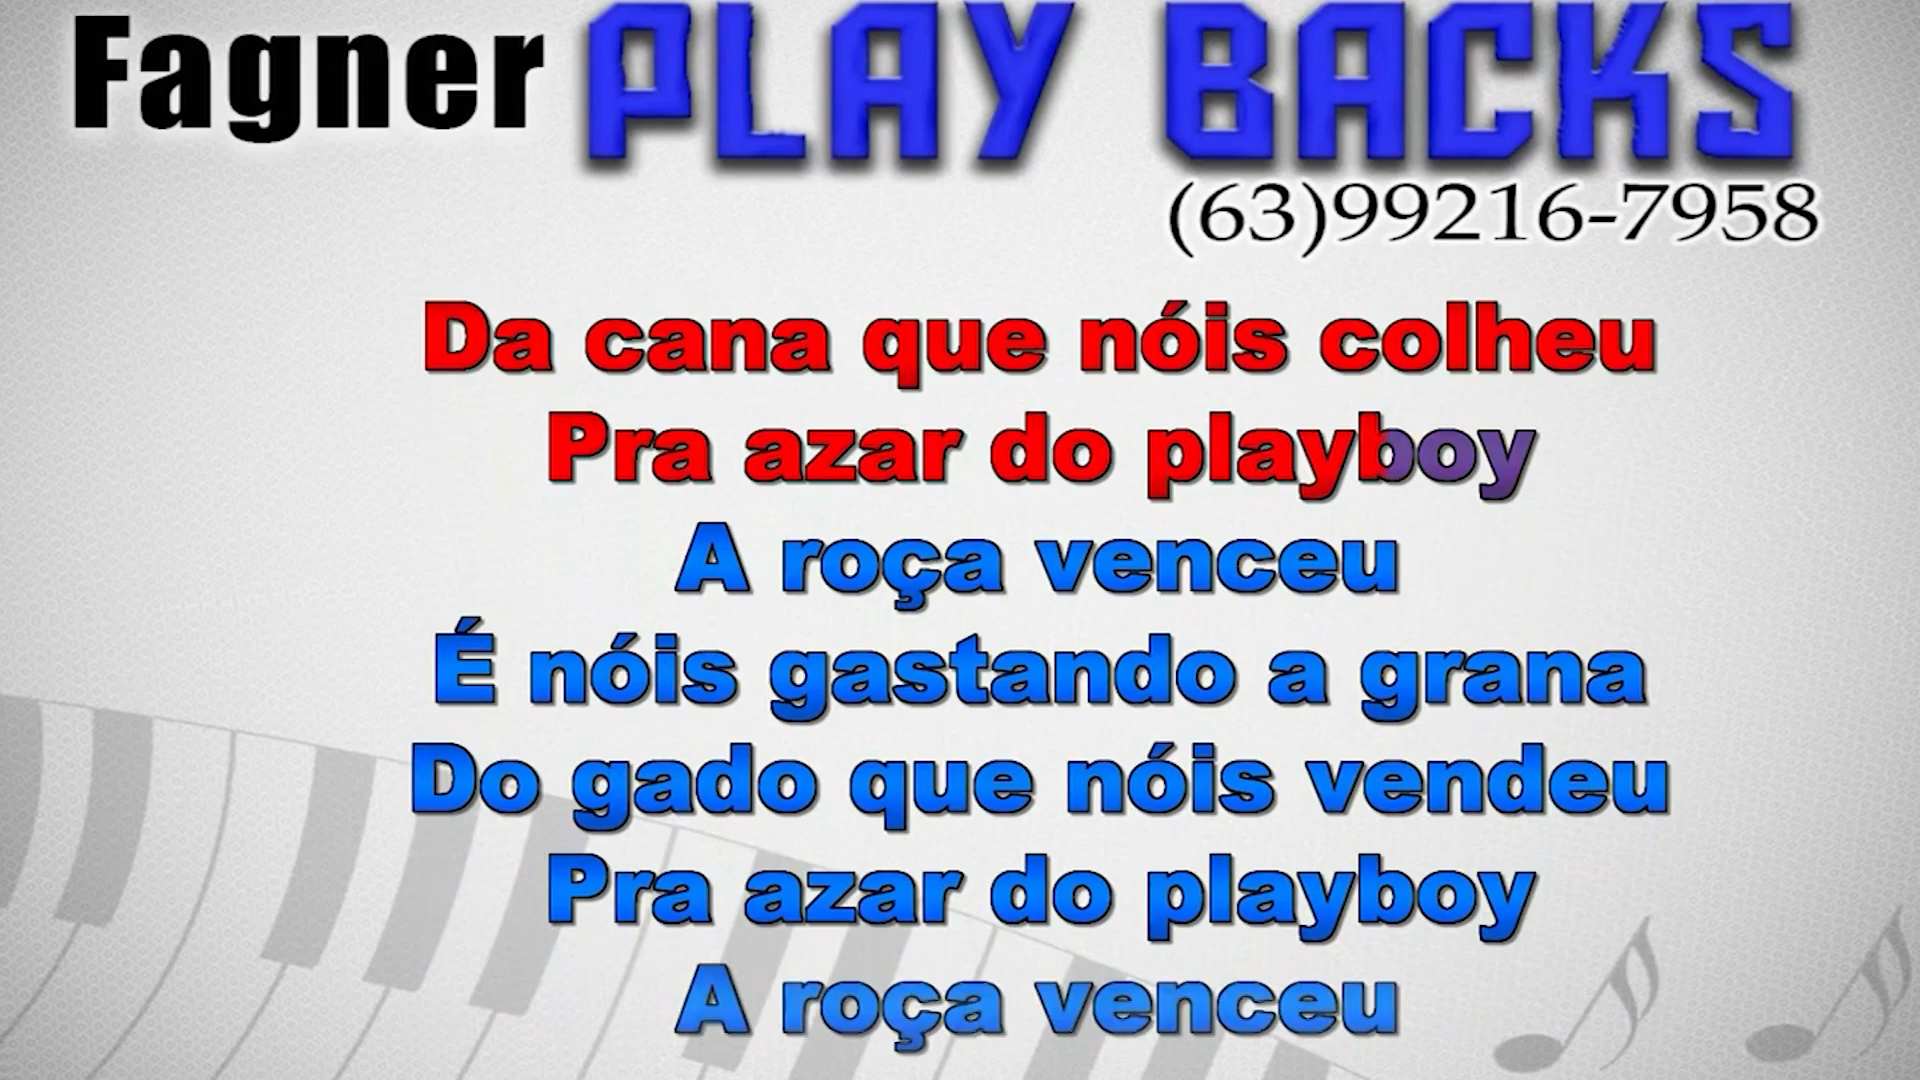 Fagner PLAY BACKS
(63)99216-7958
Da cana que nóis colheu
Pra azar do playboy
A roça venceu
É nóis gastando a grana
Do gado que nóis vendeu
Pra azar do playboy
A roça venceu